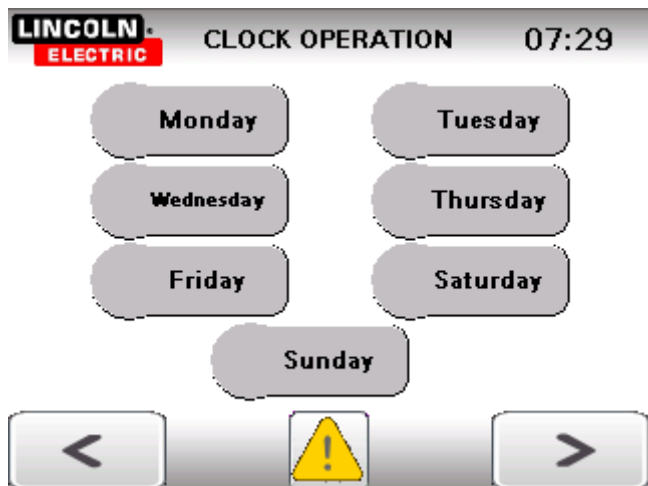 LINCOLN
ELECTRIC
CLOCK OPERATION 07:29
Monday Tuesday
Wednesday Thursday
Friday Saturday
Sunday
< ! >